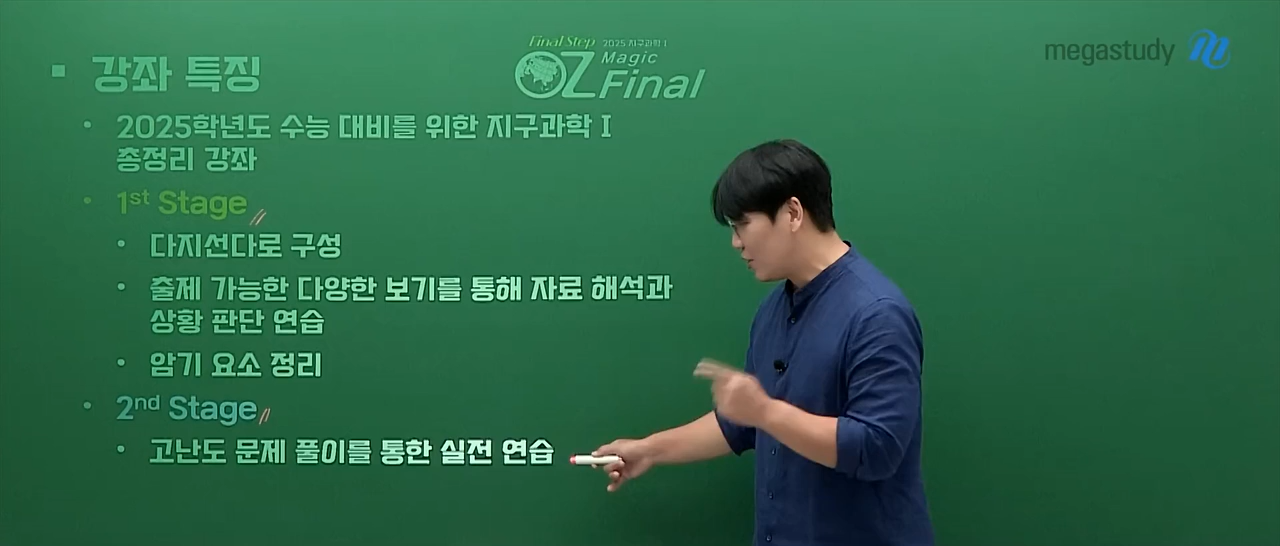 Final Step 2025 지구과학 I
OZ Magic Final
megastudy
강좌 특징
2025학년도 수능 대비를 위한 지구과학 I
총정리 강좌
1st Stage
다지선다로 구성
출제 가능한 다양한 보기를 통해 자료 해석과
상황 판단 연습
암기 요소 정리
2nd Stage
고난도 문제 풀이를 통한 실전 연습